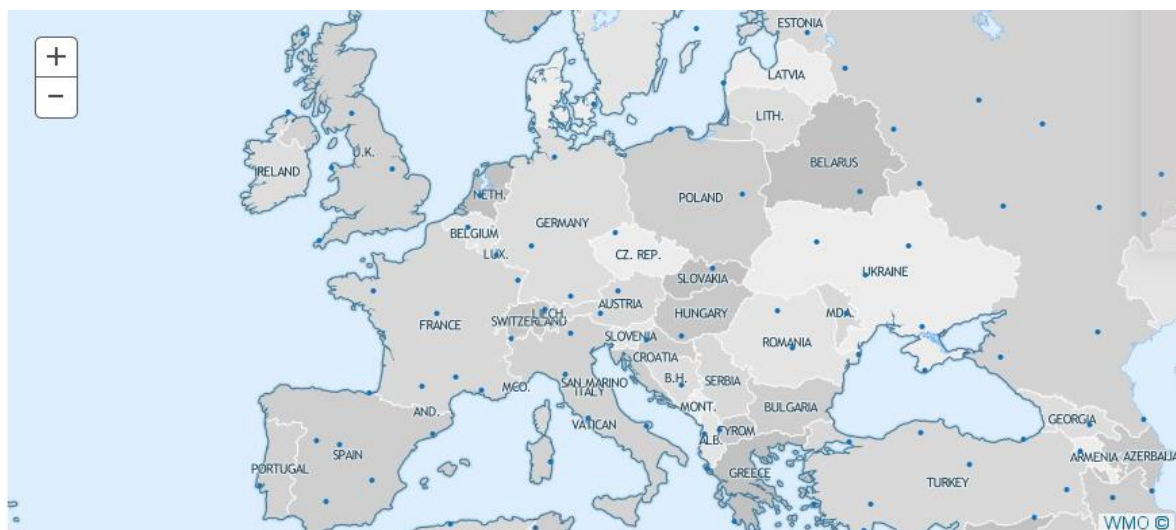 +
−
ESTONIA
LATVIA
LITH.
BELARUS
U.K.
IRELAND
NETH.
POLAND
GERMANY
BELGIUM
LUX.
CZ. REP.
UKRAINE
SLOVAKIA
AUSTRIA
LIECH.
SWITZERLAND
HUNGARY
MDA.
FRANCE
SLOVENIA
ROMANIA
CROATIA
B.H.
SERBIA
MCO.
SAN MARINO
ITALY
MONT.
BULGARIA
AND.
VATICAN
FYROM
ALB.
GEORGIA
PORTUGAL
SPAIN
GREECE
TURKEY
ARMENIA
AZERBAIJA
WMO ©